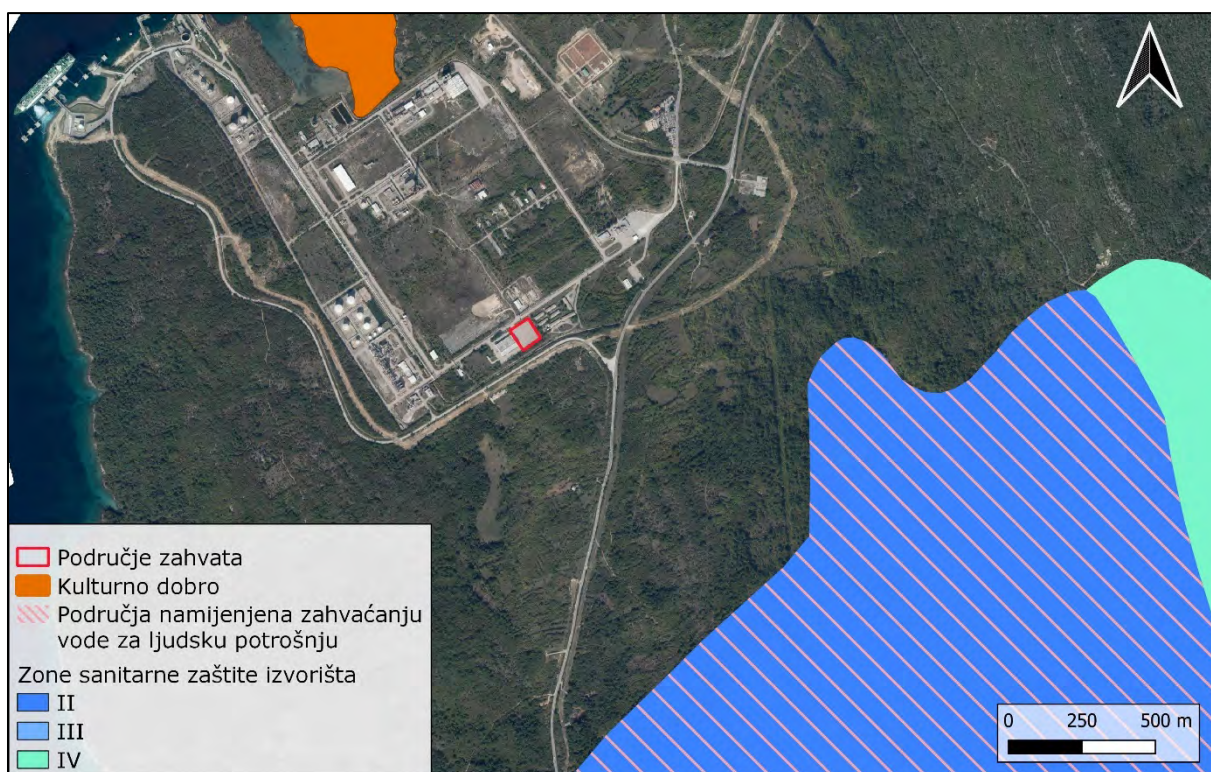 Područje zahvata
Kulturno dobro
Područja namijenjena zahvaćanju
vode za ljudsku potrošnju
Zone sanitarne zaštite izvorišta
II
III
IV
0 250 500 m